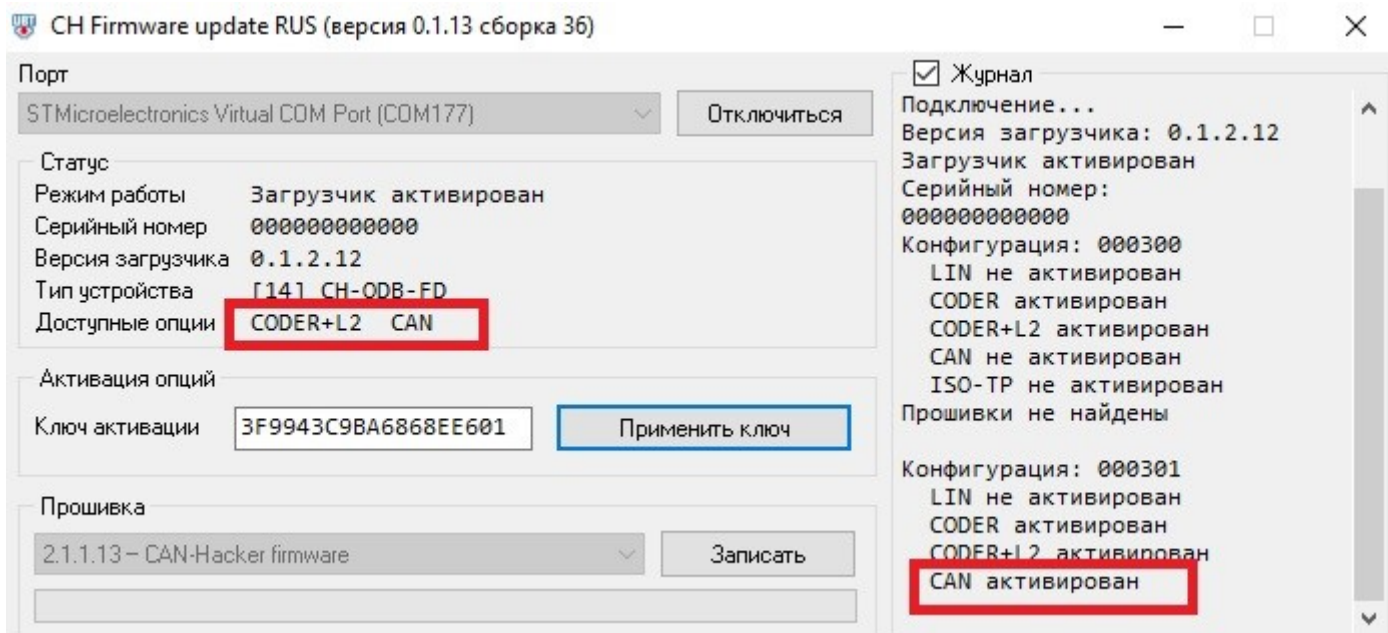 CH Firmware update RUS (версия 0.1.13 сборка 36)
Порт
STMicroelectronics Virtual COM Port (COM177)
Отключиться
Статус
Режим работы Загрузчик активирован
Серийный номер 000000000000
Версия загрузчика 0.1.2.12
Тип устройства [14] CH-ODB-FD
Доступные опции CODER+L2 CAN
Активация опций
Ключ активации 3F9943C9BA6868EE601 Применить ключ
Прошивка
2.1.1.13 – CAN-Hacker firmware Записать
Журнал
Подключение...
Версия загрузчика: 0.1.2.12
Загрузчик активирован
Серийный номер:
000000000000
Конфигурация: 000300
LIN не активирован
CODER активирован
CODER+L2 активирован
CAN не активирован
ISO-TP не активирован
Прошивки не найдены
Конфигурация: 000301
LIN не активирован
CODER активирован
CODER+L2 активирован
CAN активирован